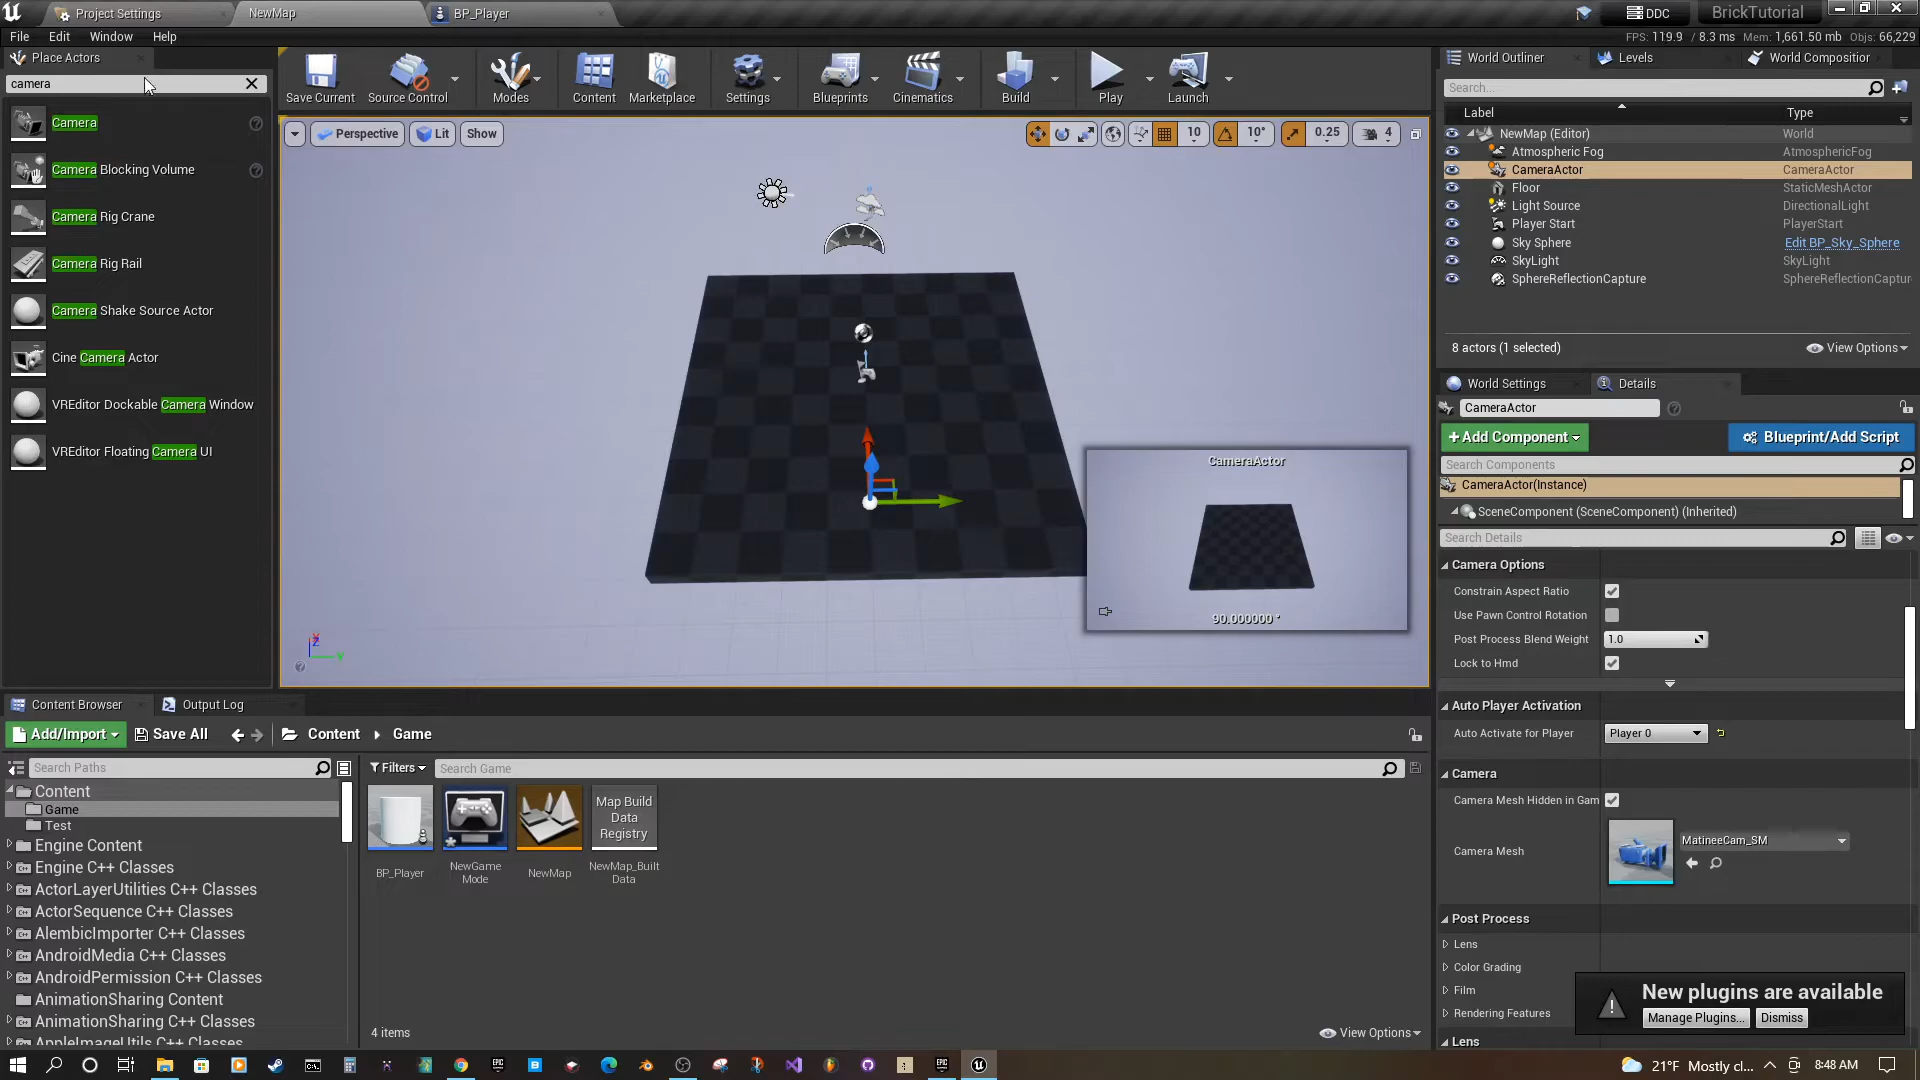 Project Settings
NewMap
BP_Player
DDC
BrickTutorial
File
Edit
Window
Help
FPS: 119.9 / 8.3 ms Mem: 1,661.50 mb Objs: 66,229
Place Actors
camera
Camera
Camera Blocking Volume
Camera Rig Crane
Camera Rig Rail
Camera Shake Source Actor
Cine Camera Actor
VREditor Dockable Camera Window
VREditor Floating Camera UI
Save Current
Source Control
Modes
Content
Marketplace
Settings
Blueprints
Cinematics
Build
Play
Launch
Perspective
Lit
Show
10
10°
0.25
4
CameraActor
90.000000 °
X
Z
Y
World Outliner
Levels
World Compositior
Search...
Label
Type
NewMap (Editor) World
Atmospheric Fog AtmosphericFog
CameraActor CameraActor
Floor StaticMeshActor
Light Source DirectionalLight
Player Start PlayerStart
Sky Sphere Edit BP_Sky_Sphere
SkyLight SkyLight
SphereReflectionCapture SphereReflectionCaptur
8 actors (1 selected)
View Options
World Settings
Details
CameraActor
+Add Component
Blueprint/Add Script
Search Components
CameraActor(Instance)
SceneComponent (SceneComponent) (Inherited)
Search Details
Camera Options
Constrain Aspect Ratio
Use Pawn Control Rotation
Post Process Blend Weight 1.0
Lock to Hmd
Auto Player Activation
Auto Activate for Player Player 0
Camera
Camera Mesh Hidden in Gam
Camera Mesh
MatineeCam_SM
Post Process
Lens
Color Grading
Film
Rendering Features
Lens
New plugins are available
Manage Plugins...
Dismiss
Content Browser
Output Log
Add/Import
Save All
Content
Game
Search Paths
Filters
Search Game
Content
Game
Test
Engine Content
Engine C++ Classes
ActorLayerUtilities C++ Classes
ActorSequence C++ Classes
AlembicImporter C++ Classes
AndroidMedia C++ Classes
AndroidPermission C++ Classes
AnimationSharing Content
AnimationSharing C++ Classes
AppleImageUtils C++ Classes
BP_Player
NewGame
Mode
NewMap
Map Build
Data
Registry
NewMap_Built
Data
4 items
View Options
21°F Mostly cl...
8:48 AM